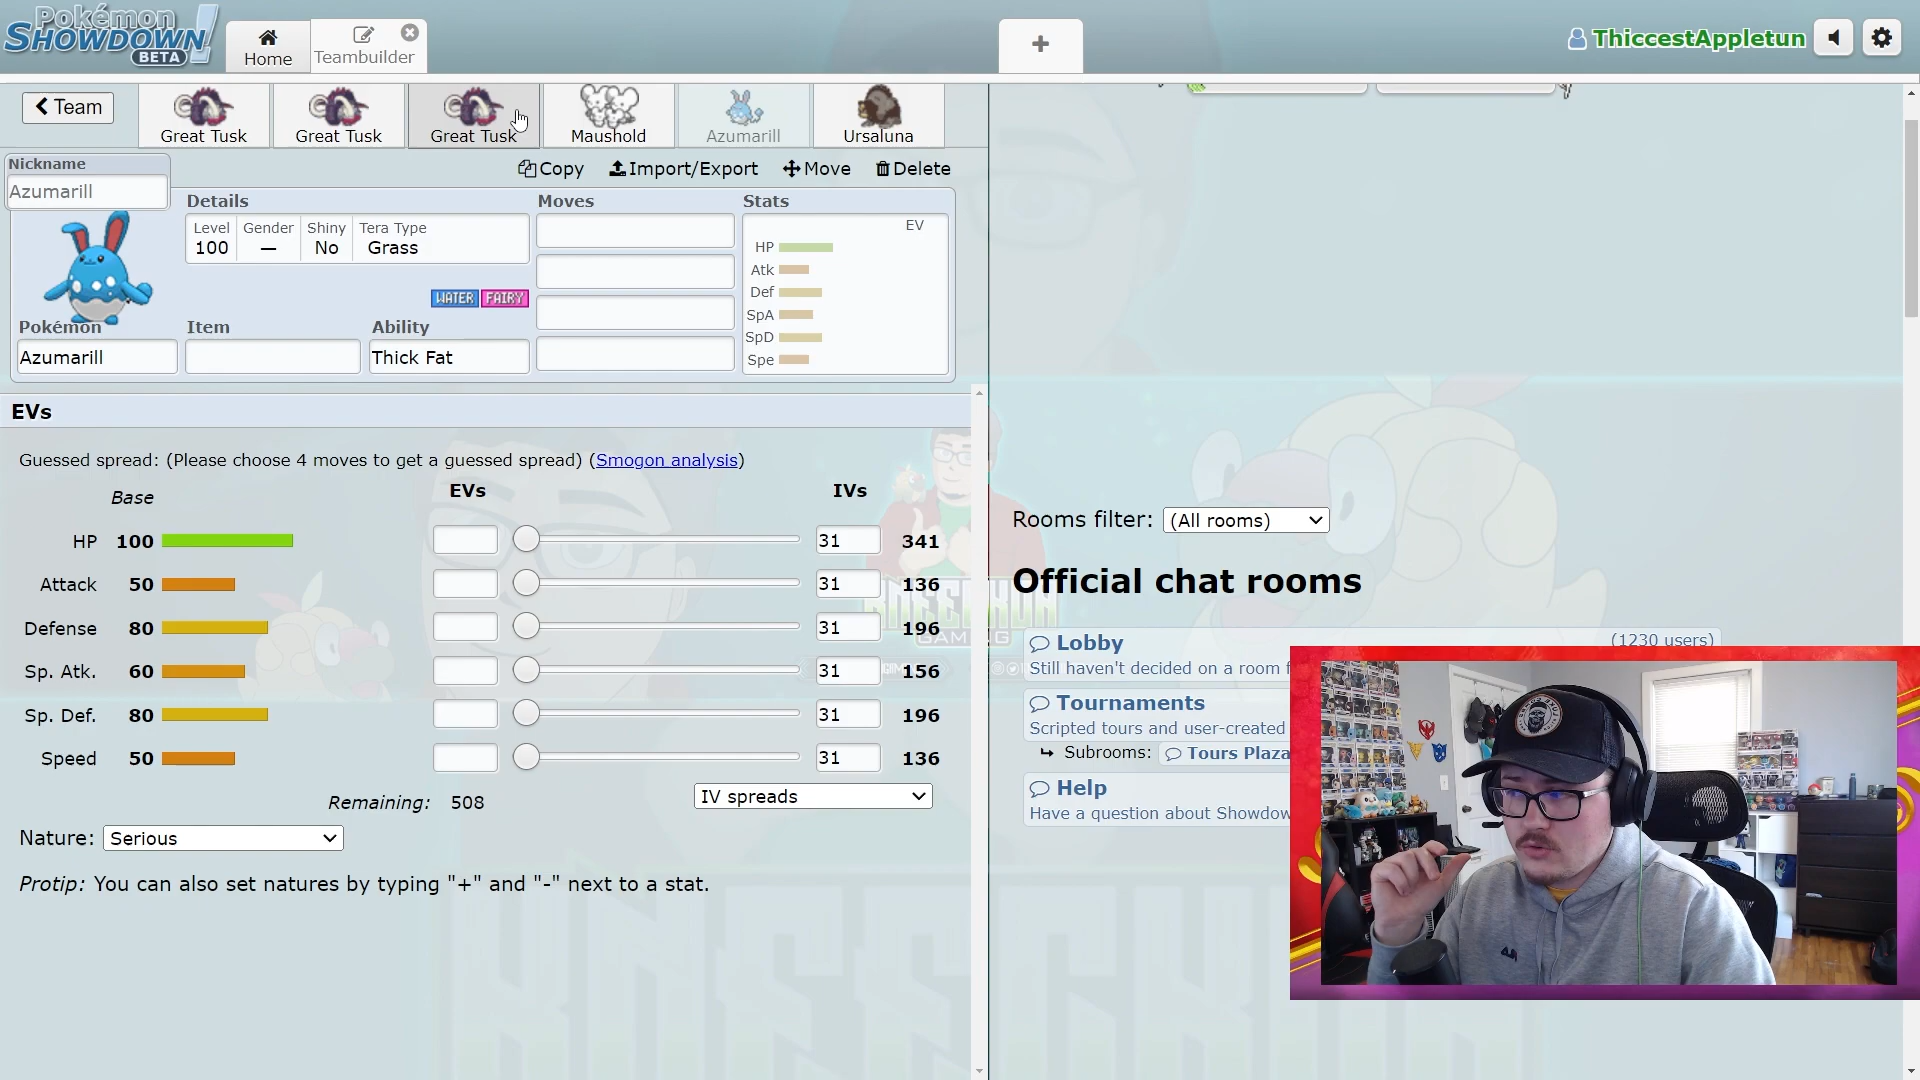 Pokémon
SHOWDOWN!
BETA
Home
Teambuilder
+
ThiccestAppletun
Team
Great Tusk
Great Tusk
Great Tusk
Maushold
Azumarill
Ursaluna
Copy
Import/Export
Move
Delete
Nickname
Azumarill
Details
Level
100
Gender
—
Shiny
No
Tera Type
Grass
WATER FAIRY
Pokémon
Azumarill
Item
Ability
Thick Fat
Moves
Stats
EV
HP
Atk
Def
SpA
SpD
Spe
EVs
Guessed spread: (Please choose 4 moves to get a guessed spread) (Smogon analysis)
Base
EVs
IVs
HP 100 31 341
Attack 50 31 136
Defense 80 31 196
Sp. Atk. 60 31 156
Sp. Def. 80 31 196
Speed 50 31 136
Remaining: 508
IV spreads
Nature: Serious
Protip: You can also set natures by typing "+" and "-" next to a stat.
Rooms filter: (All rooms)
Official chat rooms
Lobby
(1230 users)
Still haven't decided on a room f
Tournaments
Scripted tours and user-created
Subrooms: Tours Plaza
Help
Have a question about Showdow